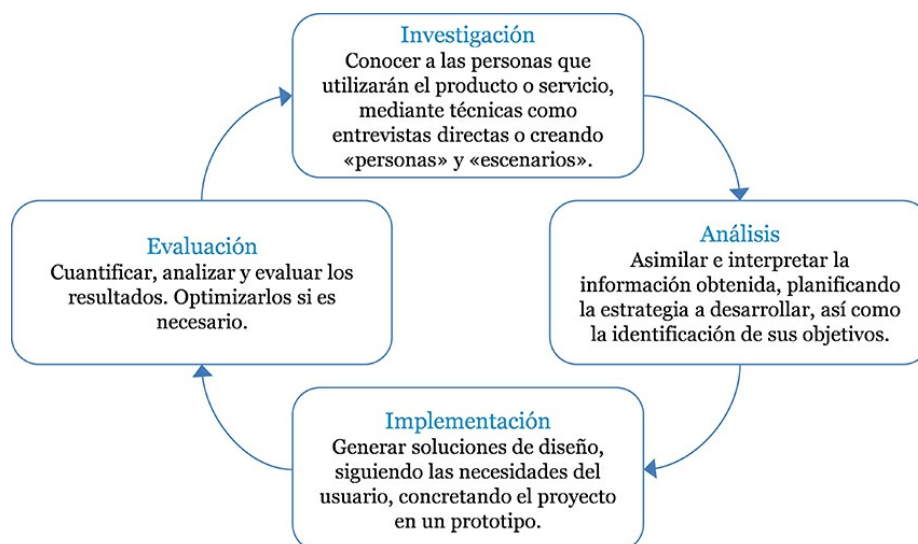 Investigación
Conocer a las personas que
utilizarán el producto o servicio,
mediante técnicas como
entrevistas directas o creando
«personas» y «escenarios».
Análisis
Asimilar e interpretar la
información obtenida, planificando
la estrategia a desarrollar, así como
la identificación de sus objetivos.
Implementación
Generar soluciones de diseño,
siguiendo las necesidades del
usuario, concretando el proyecto
en un prototipo.
Evaluación
Cuantificar, analizar y evaluar los
resultados. Optimizarlos si es
necesario.